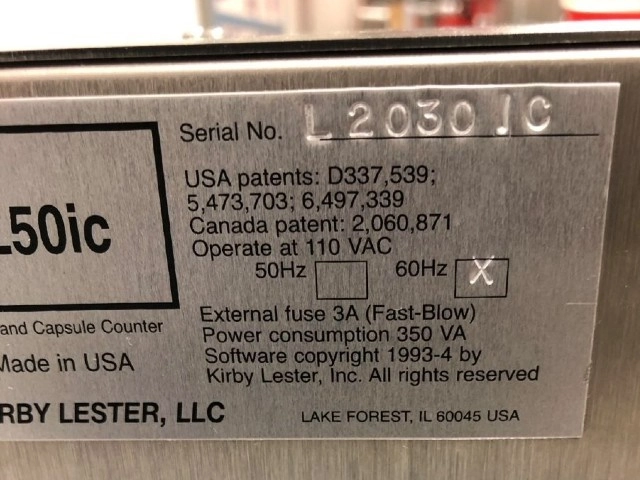 Serial No. L2030IC
USA patents: D337,539;
5,473,703; 6,497,339
Canada patent: 2,060,871
Operate at 110 VAC
50Hz 60Hz X
External fuse 3A (Fast-Blow)
Power consumption 350 VA
Software copyright 1993-4 by
Kirby Lester, Inc. All rights reserved
L50ic
and Capsule Counter
Made in USA
RBY LESTER, LLC
LAKE FOREST, IL 60045 USA